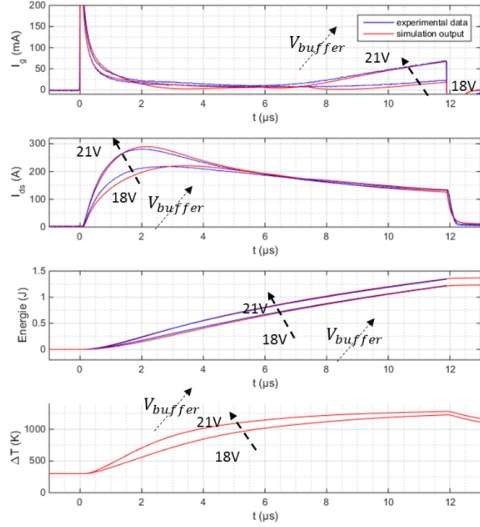 200
150
100
50
0
I_g (mA)
V_buffer
experimental data
simulation output
21V
18V
0 2 4 6 8 10 12
t (µs)
300
200
100
0
I_ds (A)
21V
18V
V_buffer
0 2 4 6 8 10 12
t (µs)
1.5
1
0.5
0
Energie (J)
21V
18V
V_buffer
0 2 4 6 8 10 12
t (µs)
1000
500
0
ΔT (K)
V_buffer
21V
18V
0 2 4 6 8 10 12
t (µs)